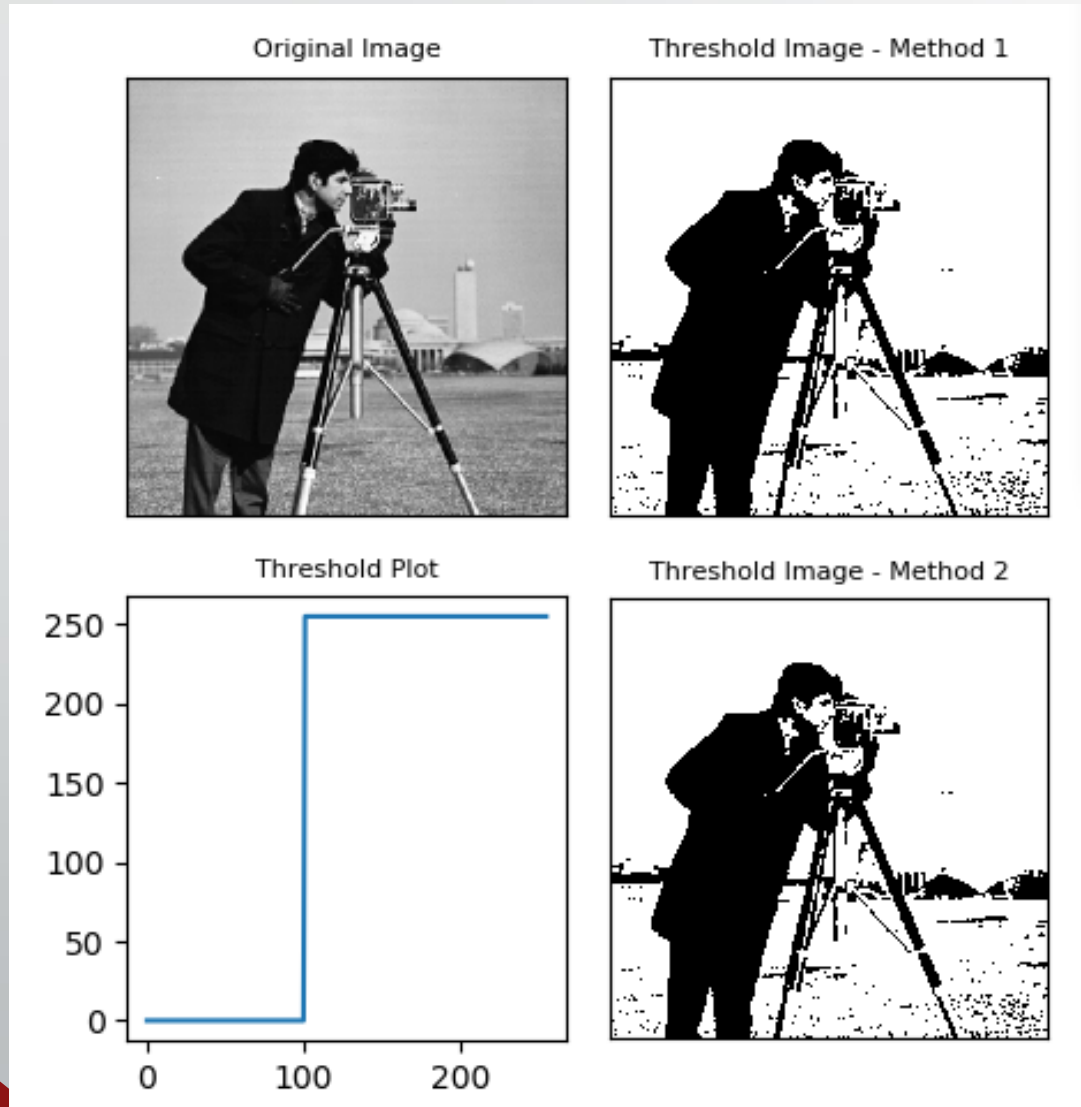 Original Image
Threshold Image - Method 1
Threshold Plot
Threshold Image - Method 2
250
200
150
100
50
0
0 100 200